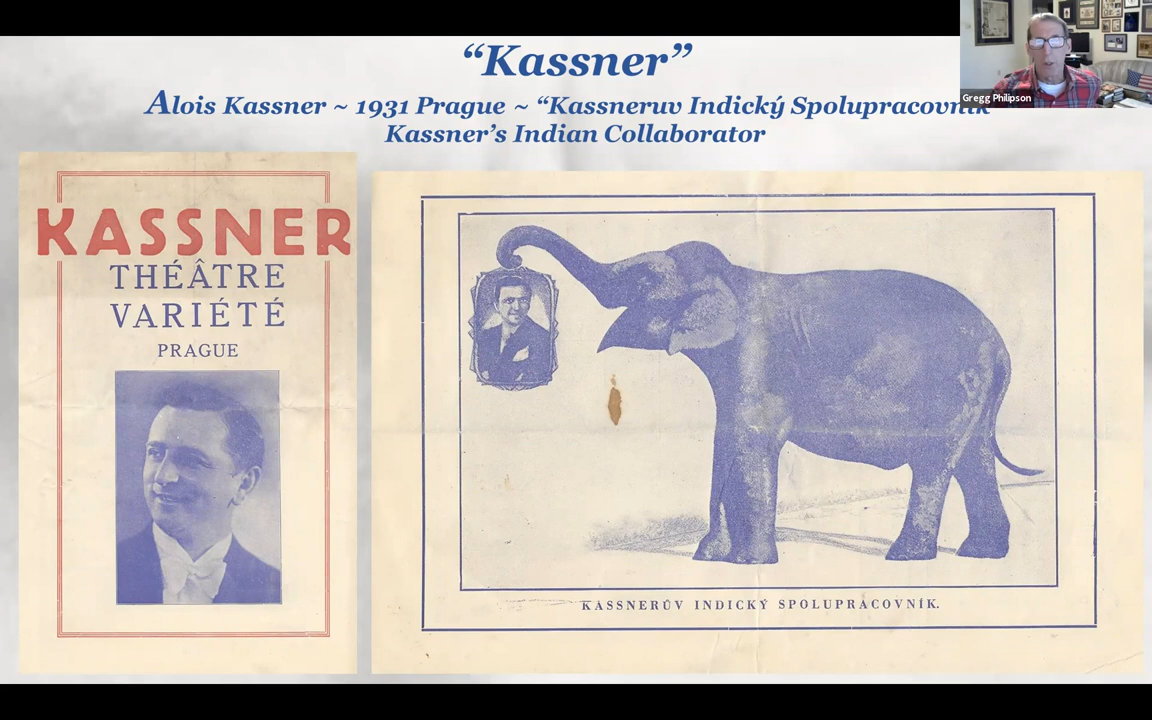 “Kassner”
Alois Kassner ~ 1931 Prague ~ “Kassneruv Indický Spolupracovník
Kassner’s Indian Collaborator
Gregg Philipson
KASSNER
THÉÂTRE
VARIÉTÉ
PRAGUE
KASSNERŮV INDICKÝ SPOLUPRACOVNÍK.